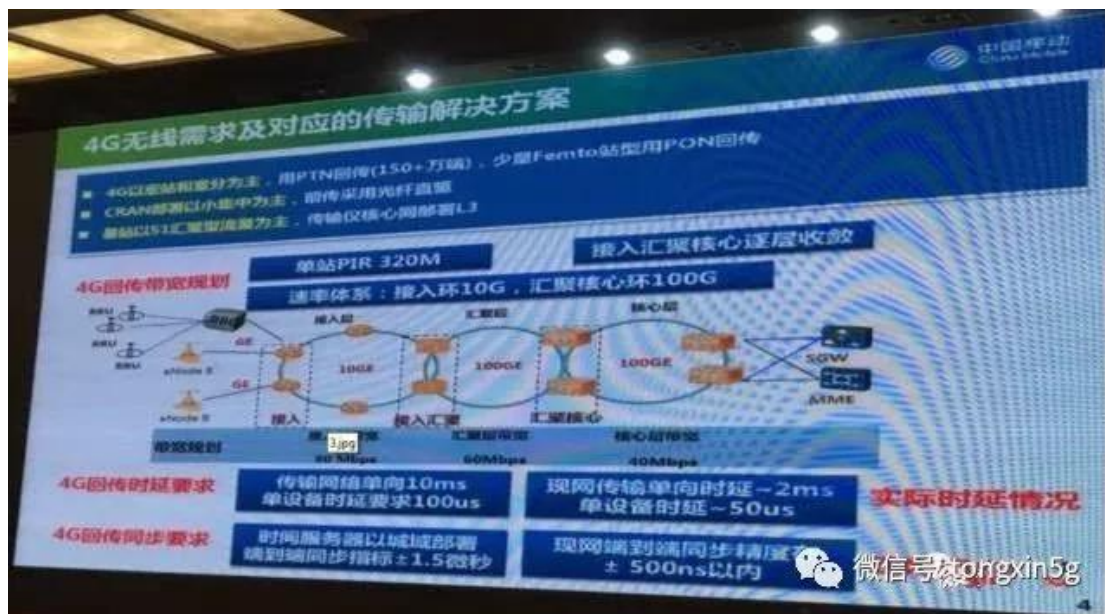 中国移动
China Mobile
4G无线需求及对应的传输解决方案
4G以宏站和室分为主，用PTN回传(150+万端)，少量Femto站型用PON回传
CRAN部署以小集中为主，前传采用光纤直驱
基站以S1汇聚型流量为主，传输仅核心网部署L3
4G回传带宽规划
单站PIR 320M
接入汇聚核心逐层收敛
速率体系：接入环10G，汇聚核心环100G
RRU
RRU
RRU
BBU
接入层
汇聚层
核心层
GE
eNode B
10GE
100GE
100GE
SGW
GE
eNode B
MME
接入
接入汇聚
汇聚核心
带宽规划
3.jpg
汇聚层带宽
核心层带宽
80 Mbps
60Mbps
40Mbps
4G回传时延要求
传输网络单向10ms
单设备时延要求100us
现网传输单向时延~2ms
单设备时延~50us
实际时延情况
4G回传同步要求
时间服务器以城域部署
端到端同步指标±1.5微秒
现网端到端同步精度在
± 500ns以内
微信号: tongxin5g
4